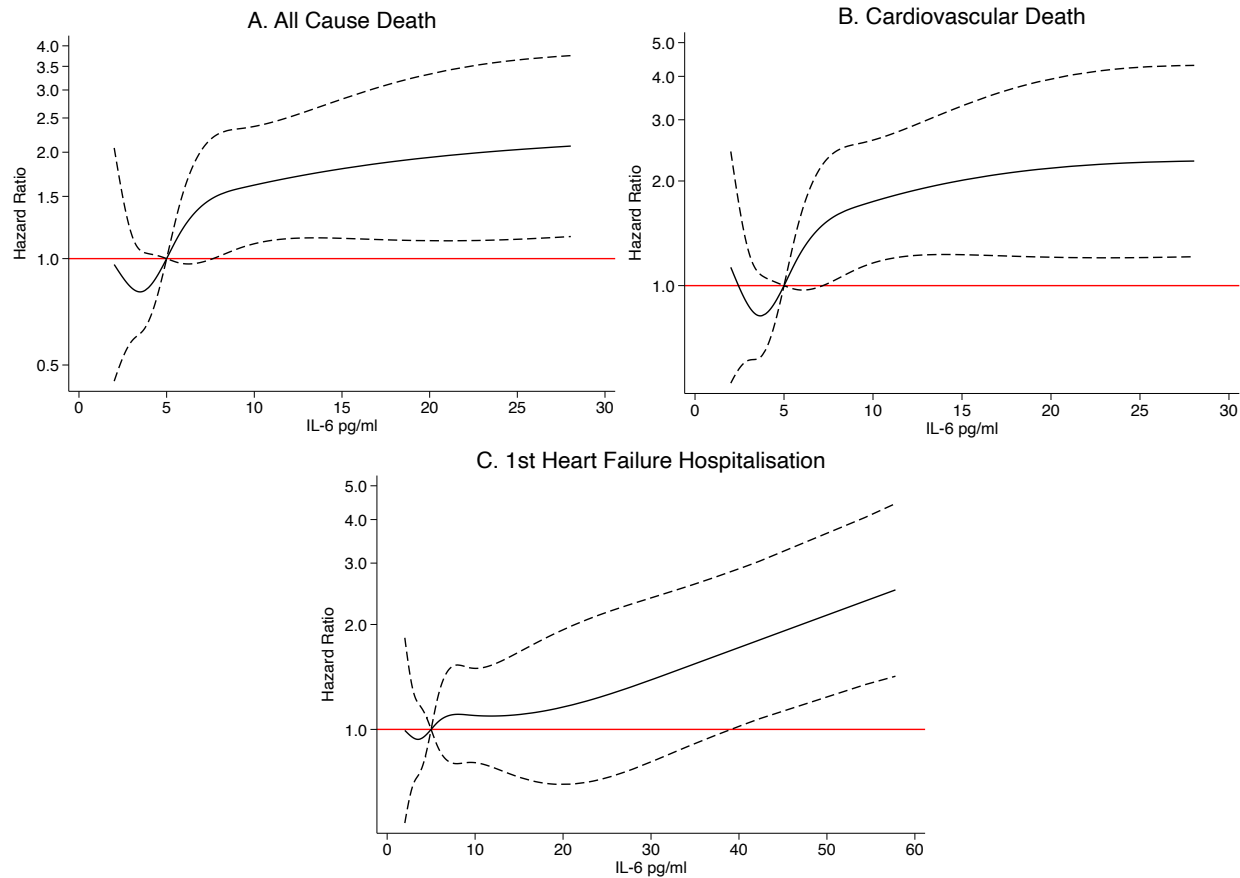 A. All Cause Death
4.0
3.5
3.0
2.5
2.0
1.5
1.0
0.5
Hazard Ratio
0 5 10 15 20 25 30
IL-6 pg/ml
B. Cardiovascular Death
5.0
4.0
3.0
2.0
1.0
Hazard Ratio
0 5 10 15 20 25 30
IL-6 pg/ml
C. 1st Heart Failure Hospitalisation
5.0
4.0
3.0
2.0
1.0
Hazard Ratio
0 10 20 30 40 50 60
IL-6 pg/ml